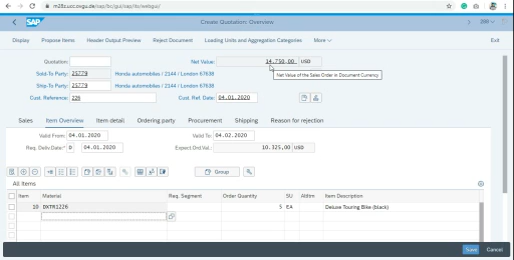 m28z.ucc.ovgu.de/sap/bc/gui/sap/its/webgui/
SAP
Create Quotation: Overview
200
Display Propose Items Header Output Preview Reject Document Loading Units and Aggregation Categories More Exit
Quotation:
Net Value: 14.750,00 USD
Net Value of the Sales Order in Document Currency
Sold-To Party: 25779 Honda automobiles / 2144 / London 67638
Ship-To Party: 25779 Honda automobiles / 2144 / London 67638
Cust. Reference: 226 Cust. Ref. Date: 04.01.2020
Sales Item Overview Item detail Ordering party Procurement Shipping Reason for rejection
Valid From: 04.01.2020 Valid To: 04.02.2020
Req. Deliv.Date:* D 04.01.2020 Expect.Ord.Val.: 10.325,00 USD
Group
All Items
Item Material Req. Segment Order Quantity SU AltItm Item Description
10 DXTR1226 5 EA Deluxe Touring Bike (black)
Save Cancel